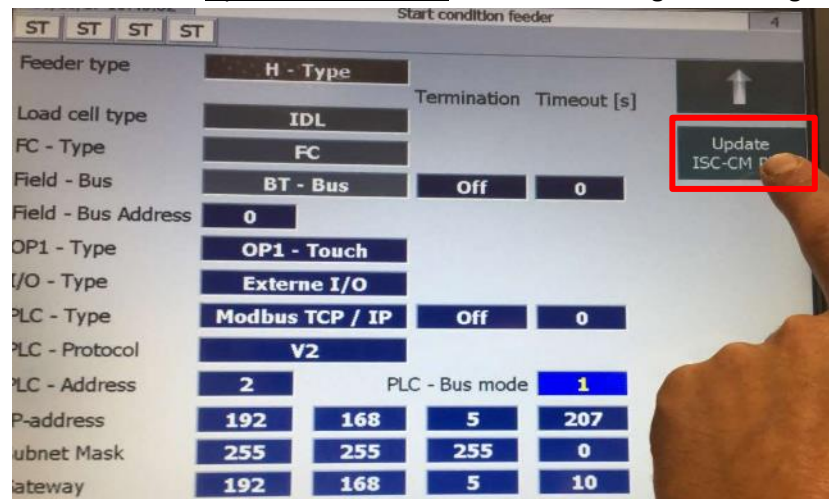 Start condition feeder 4
ST ST ST ST
Feeder type H - Type
Termination Timeout [s]
Load cell type IDL
FC - Type FC
Update
ISC-CM
Field - Bus BT - Bus Off 0
Field - Bus Address 0
OP1 - Type OP1 - Touch
I/O - Type Externe I/O
PLC - Type Modbus TCP / IP Off 0
PLC - Protocol V2
PLC - Address 2 PLC - Bus mode 1
P-address 192 168 5 207
ubnet Mask 255 255 255 0
ateway 192 168 5 10